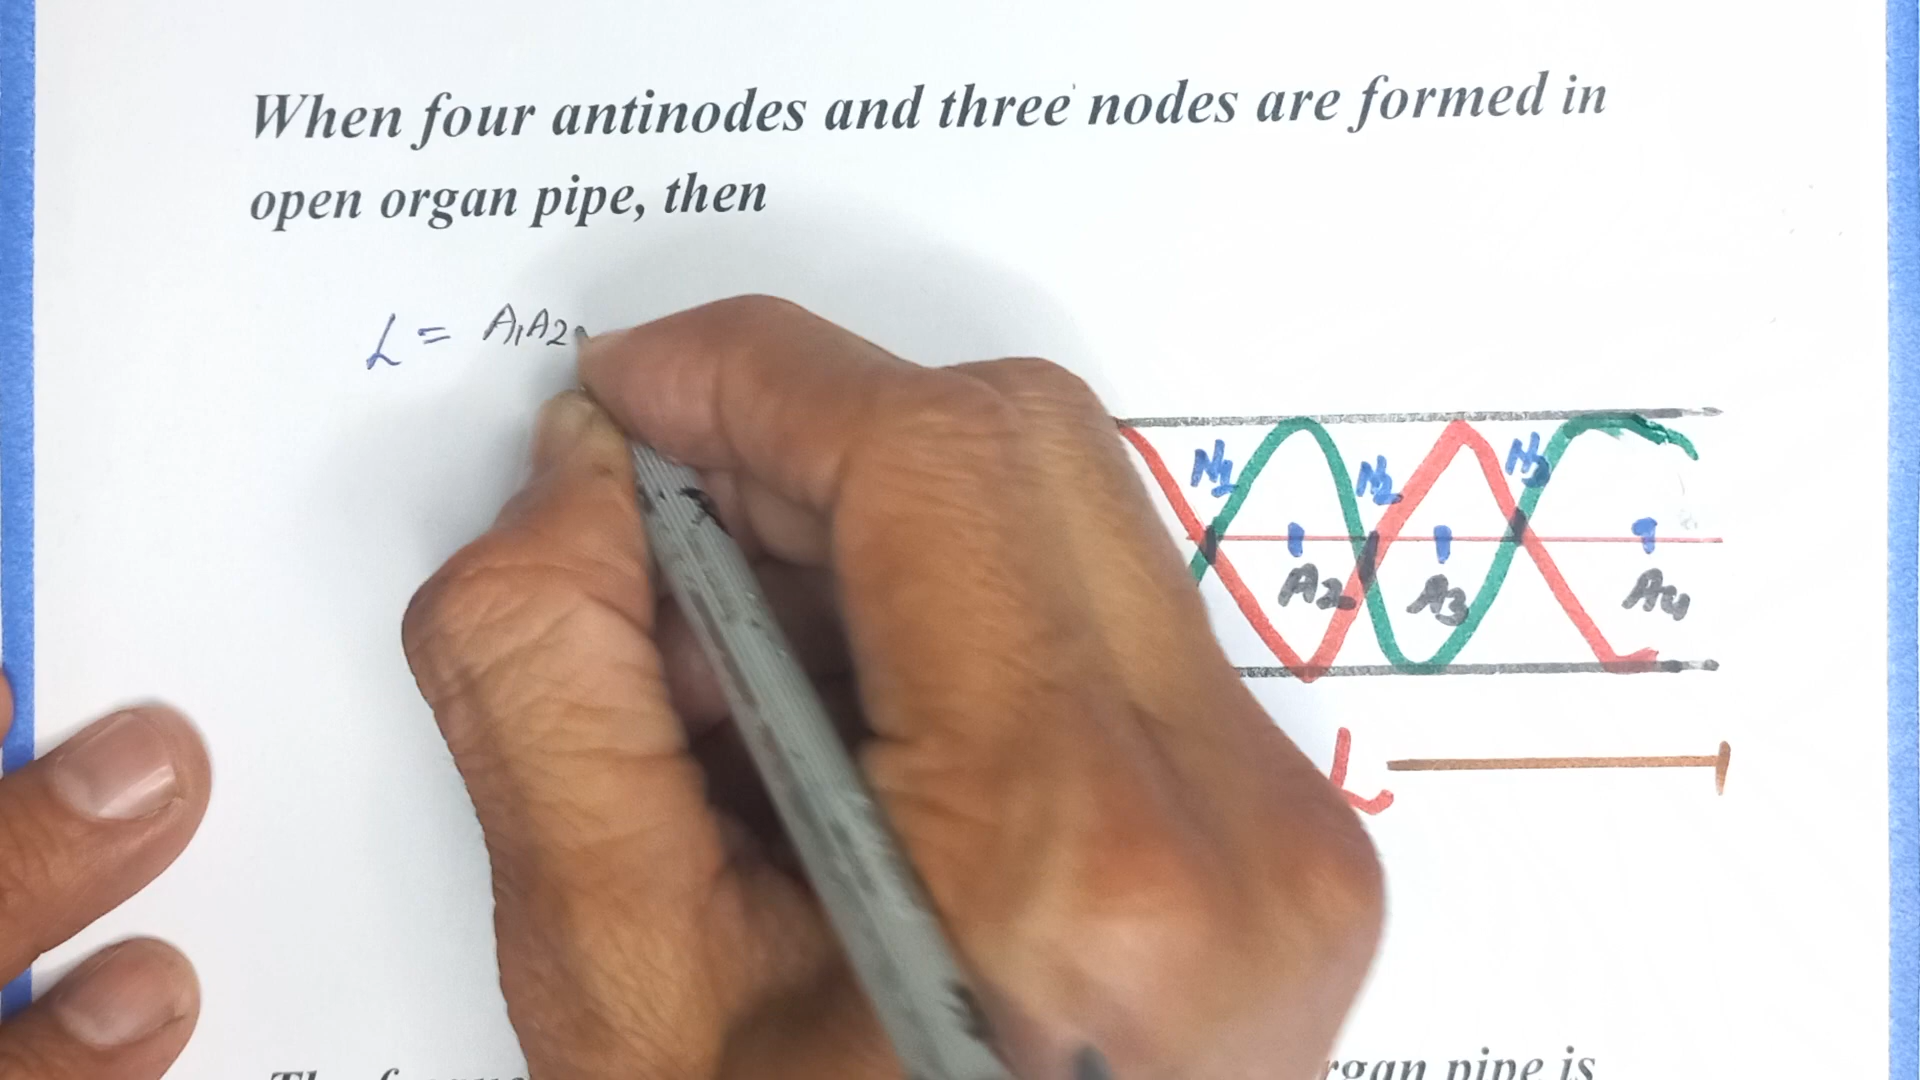 When four antinodes and three nodes are formed in
open organ pipe, then
L = A1A2
N1 N2 N3
A2 A3 A4
L
organ pipe is